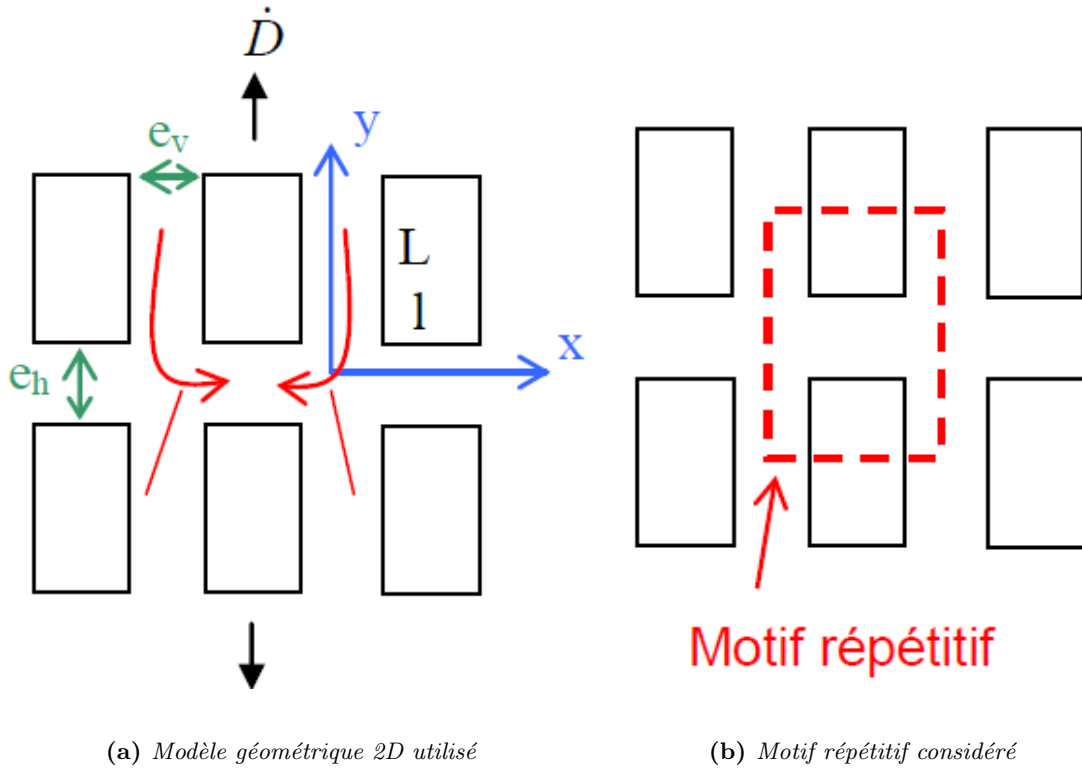 Ḋ
e_v
y
L
l
x
e_h
Motif répétitif
(a) Modèle géométrique 2D utilisé
(b) Motif répétitif considéré